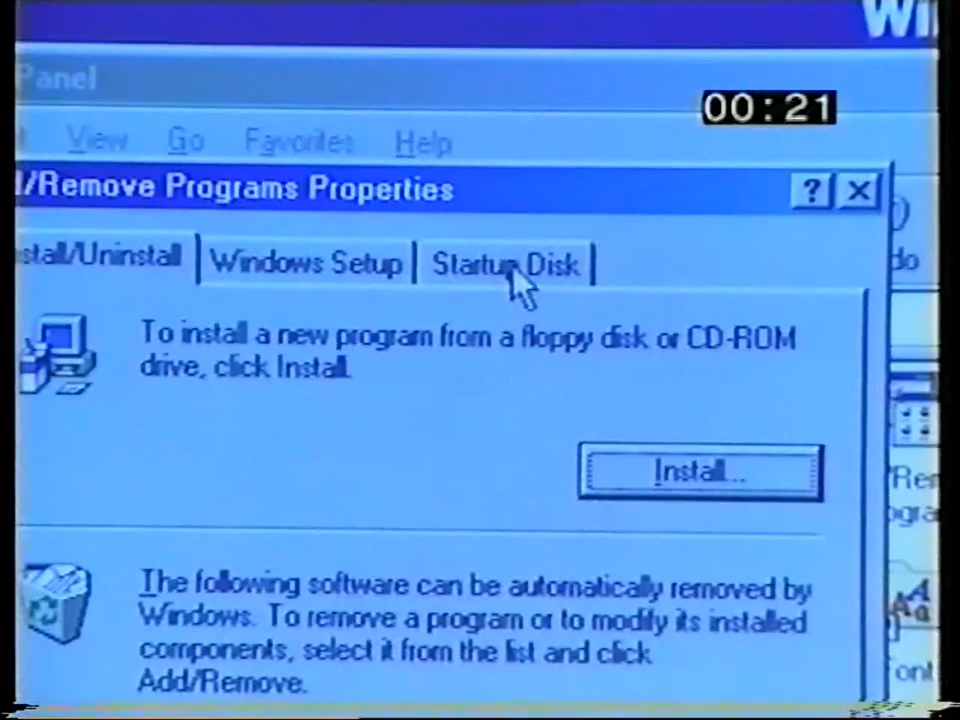 Wi
Panel
00:21
View Go Favorites Help
/Remove Programs Properties
stall/Uninstall Windows Setup Startup Disk
do
To install a new program from a floppy disk or CD-ROM
drive, click Install.
Install...
/Rem
ogra
The following software can be automatically removed by
Windows. To remove a program or to modify its installed
components, select it from the list and click
Add/Remove.
Font